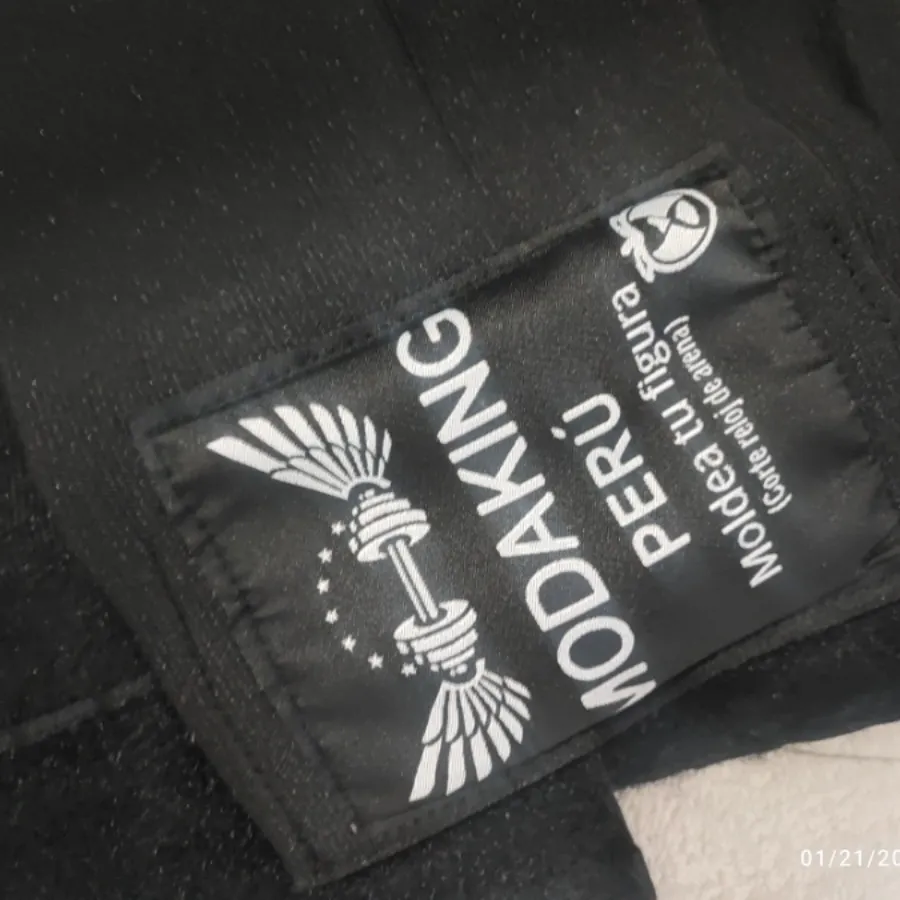 MODAKING
PERÚ
Moldea tu figura
(Corte reloj de arena)
01/21/20